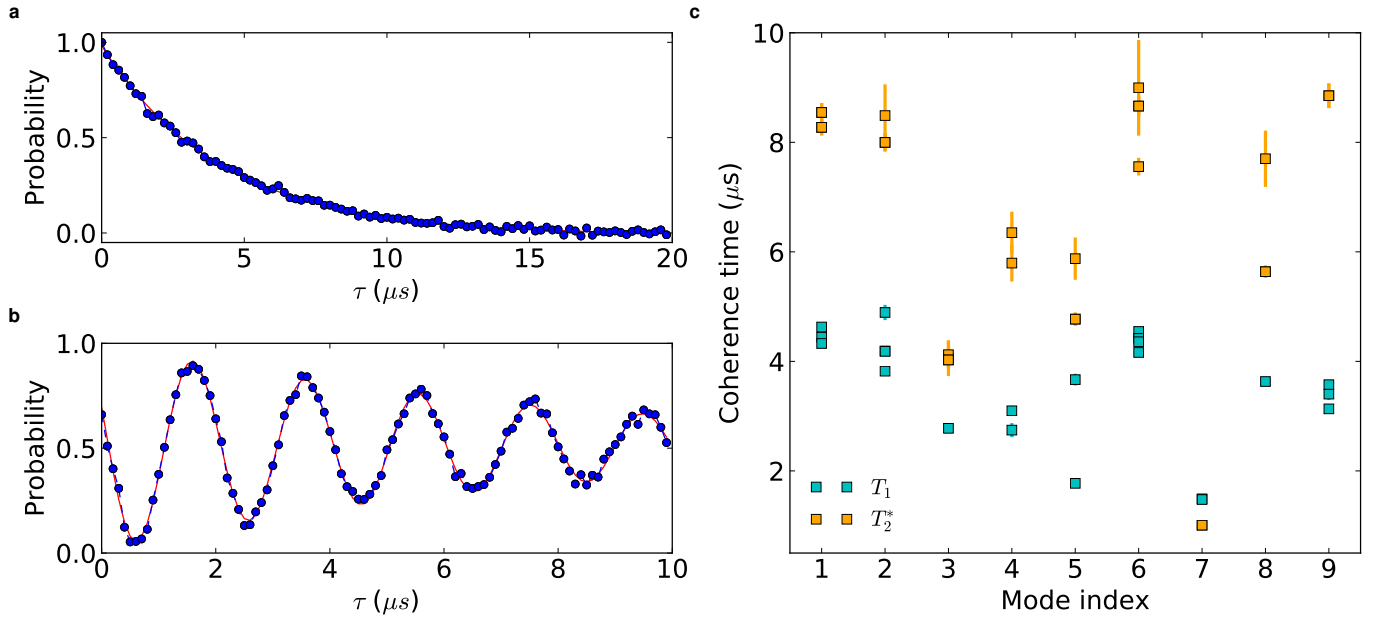 a
1.0
0.5
0.0
Probability
0 5 10 15 20
τ (μs)
b
1.0
0.5
0.0
Probability
0 2 4 6 8 10
τ (μs)
c
10
8
6
4
2
Coherence time (μs)
T₁
T₂*
1 2 3 4 5 6 7 8 9
Mode index